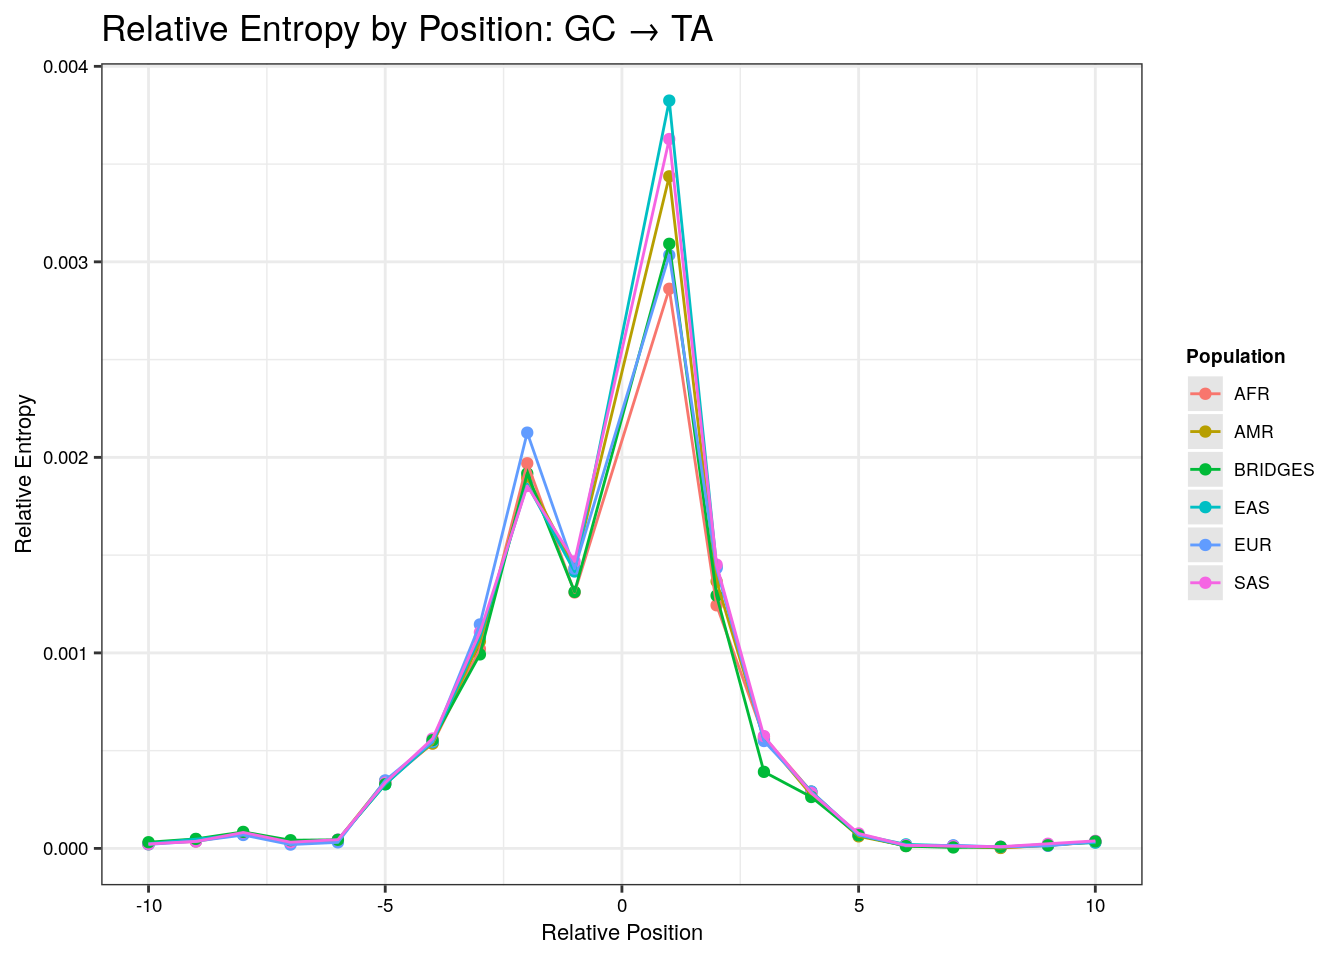 Relative Entropy by Position: GC → TA
0.004
0.003
0.002
0.001
0.000
Relative Entropy
-10 -5 0 5 10
Relative Position
Population
AFR
AMR
BRIDGES
EAS
EUR
SAS